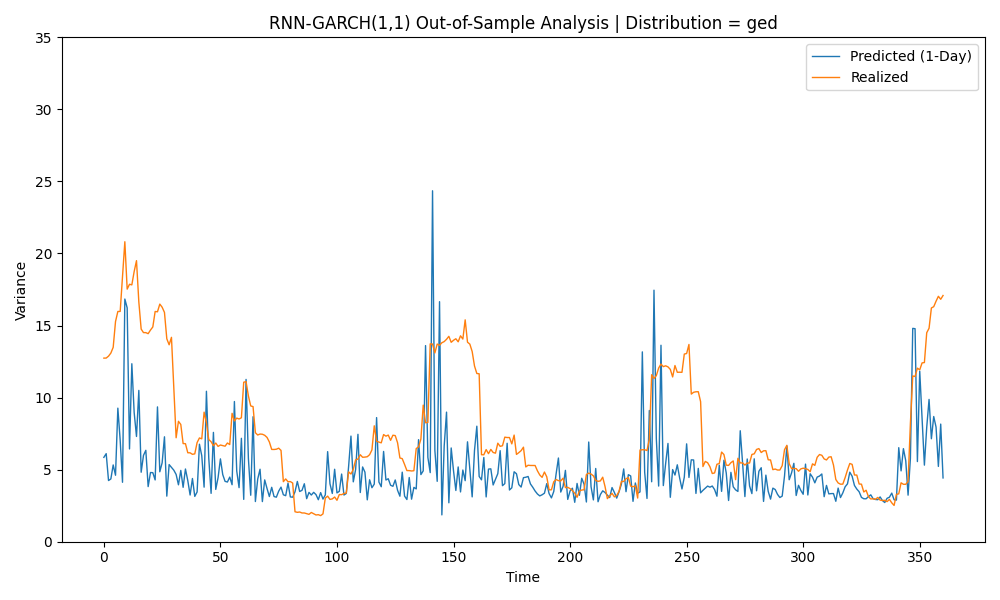 RNN-GARCH(1,1) Out-of-Sample Analysis | Distribution = ged
Predicted (1-Day)
Realized
Variance
35
30
25
20
15
10
5
0
0 50 100 150 200 250 300 350
Time